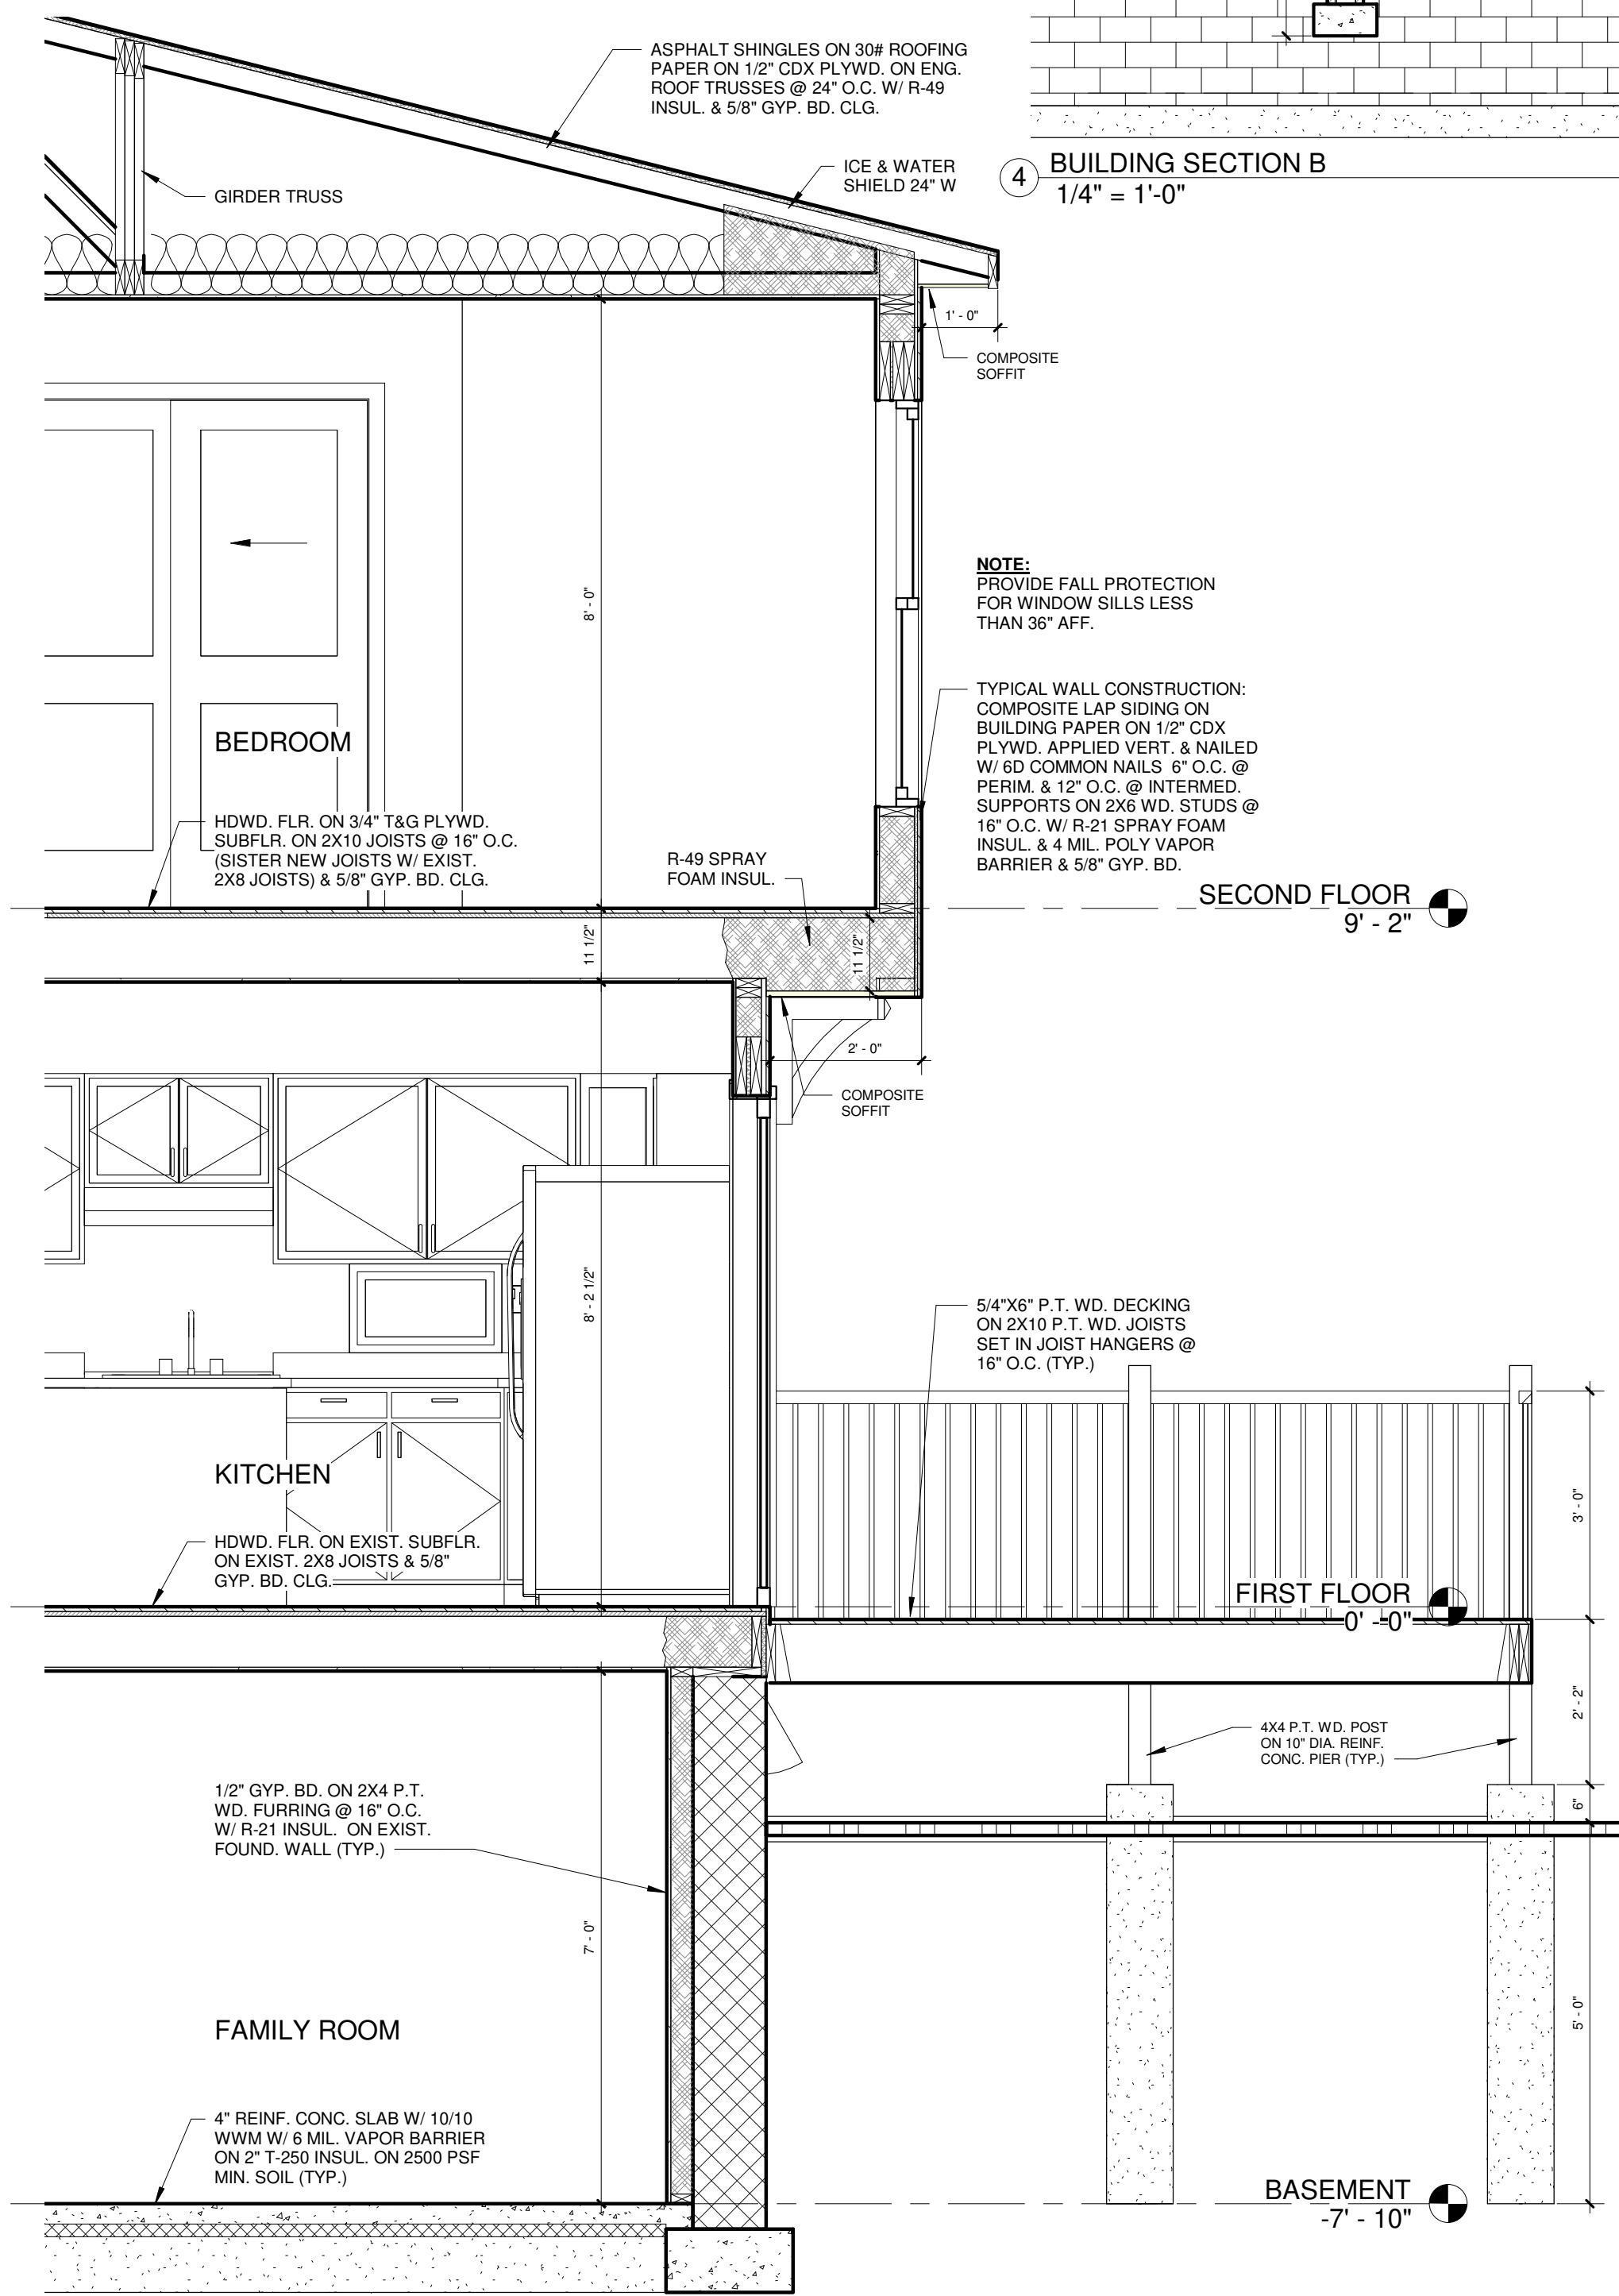 ASPHALT SHINGLES ON 30# ROOFING
PAPER ON 1/2" CDX PLYWD. ON ENG.
ROOF TRUSSES @ 24" O.C. W/ R-49
INSUL. & 5/8" GYP. BD. CLG.
ICE & WATER
SHIELD 24" W
4
BUILDING SECTION B
1/4" = 1'-0"
GIRDER TRUSS
1' - 0"
COMPOSITE
SOFFIT
8' - 0"
NOTE:
PROVIDE FALL PROTECTION
FOR WINDOW SILLS LESS
THAN 36" AFF.
TYPICAL WALL CONSTRUCTION:
COMPOSITE LAP SIDING ON
BUILDING PAPER ON 1/2" CDX
PLYWD. APPLIED VERT. & NAILED
W/ 6D COMMON NAILS  6" O.C. @
PERIM. & 12" O.C. @ INTERMED.
SUPPORTS ON 2X6 WD. STUDS @
16" O.C. W/ R-21 SPRAY FOAM
INSUL. & 4 MIL. POLY VAPOR
BARRIER & 5/8" GYP. BD.
BEDROOM
HDWD. FLR. ON 3/4" T&G PLYWD.
SUBFLR. ON 2X10 JOISTS @ 16" O.C.
(SISTER NEW JOISTS W/ EXIST.
2X8 JOISTS) & 5/8" GYP. BD. CLG.
R-49 SPRAY
FOAM INSUL.
SECOND FLOOR
9' - 2"
11 1/2"
11 1/2"
2' - 0"
COMPOSITE
SOFFIT
8' - 2 1/2"
5/4"X6" P.T. WD. DECKING
ON 2X10 P.T. WD. JOISTS
SET IN JOIST HANGERS @
16" O.C. (TYP.)
KITCHEN
3' - 0"
HDWD. FLR. ON EXIST. SUBFLR.
ON EXIST. 2X8 JOISTS & 5/8"
GYP. BD. CLG.
FIRST FLOOR
0' - 0"
2' - 2"
4X4 P.T. WD. POST
ON 10" DIA. REINF.
CONC. PIER (TYP.)
1/2" GYP. BD. ON 2X4 P.T.
WD. FURRING @ 16" O.C.
W/ R-21 INSUL.  ON EXIST.
FOUND. WALL (TYP.)
6"
7' - 0"
5' - 0"
FAMILY ROOM
4" REINF. CONC. SLAB W/ 10/10
WWM W/ 6 MIL. VAPOR BARRIER
ON 2" T-250 INSUL. ON 2500 PSF
MIN. SOIL (TYP.)
BASEMENT
-7' - 10"